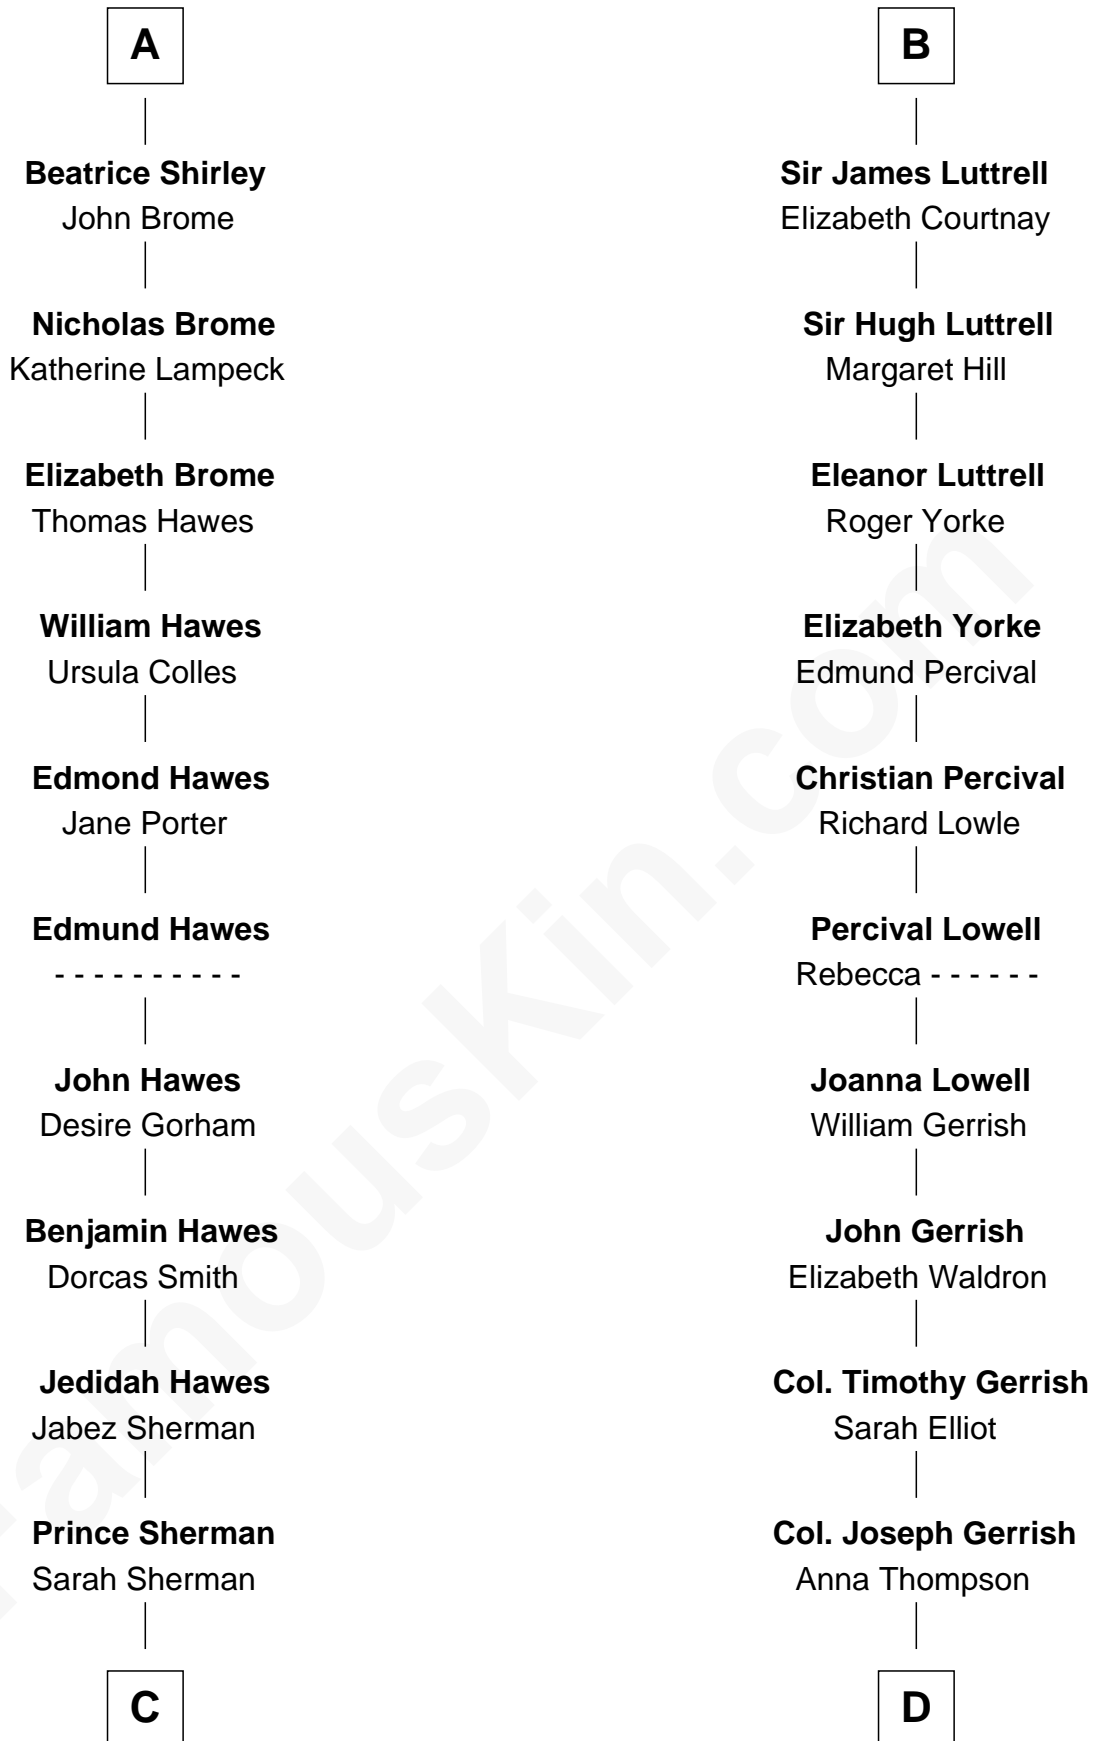 A
Beatrice Shirley
John Brome
Nicholas Brome
Katherine Lampeck
Elizabeth Brome
Thomas Hawes
William Hawes
Ursula Colles
Edmond Hawes
Jane Porter
Edmund Hawes
- - - - - - - - - -
John Hawes
Desire Gorham
Benjamin Hawes
Dorcas Smith
Jedidah Hawes
Jabez Sherman
Prince Sherman
Sarah Sherman
C
B
Sir James Luttrell
Elizabeth Courtnay
Sir Hugh Luttrell
Margaret Hill
Eleanor Luttrell
Roger Yorke
Elizabeth Yorke
Edmund Percival
Christian Percival
Richard Lowle
Percival Lowell
Rebecca - - - - - -
Joanna Lowell
William Gerrish
John Gerrish
Elizabeth Waldron
Col. Timothy Gerrish
Sarah Elliot
Col. Joseph Gerrish
Anna Thompson
D
FamousKin.com